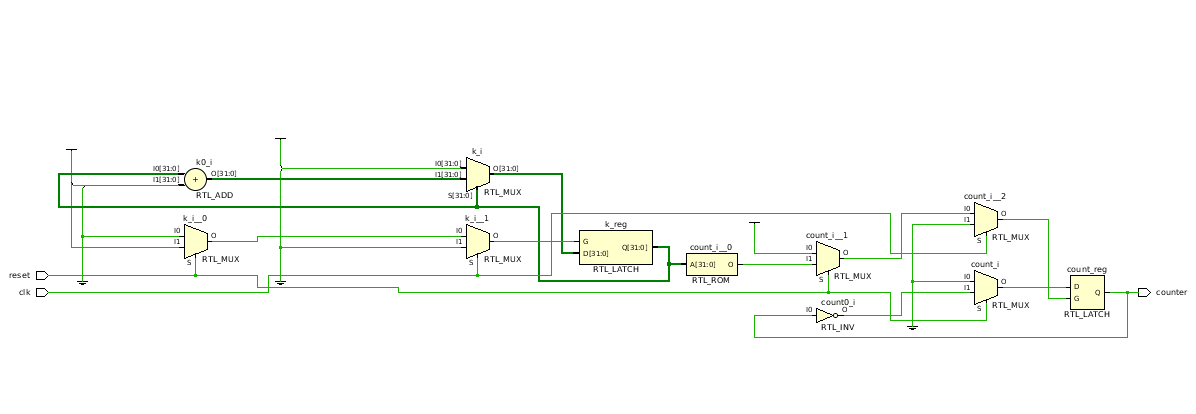 k_i
k0_i
I0[31:0]
I0[31:0]
O[31:0]
O[31:0]
I1[31:0]
I1[31:0]
+
RTL_ADD
S[31:0]
RTL_MUX
k_i__0
k_i__1
k_reg
count_i__2
I0
O
I1
S
RTL_MUX
I0
O
I1
S
RTL_MUX
I0
O
I1
S
RTL_MUX
G
Q[31:0]
D[31:0]
RTL_LATCH
count_i__0
A[31:0]
O
RTL_ROM
count_i__1
I0
O
I1
S
RTL_MUX
count_i
I0
O
I1
S
RTL_MUX
count_reg
D
Q
G
RTL_LATCH
reset
clk
counter
count0_i
I0
O
RTL_INV